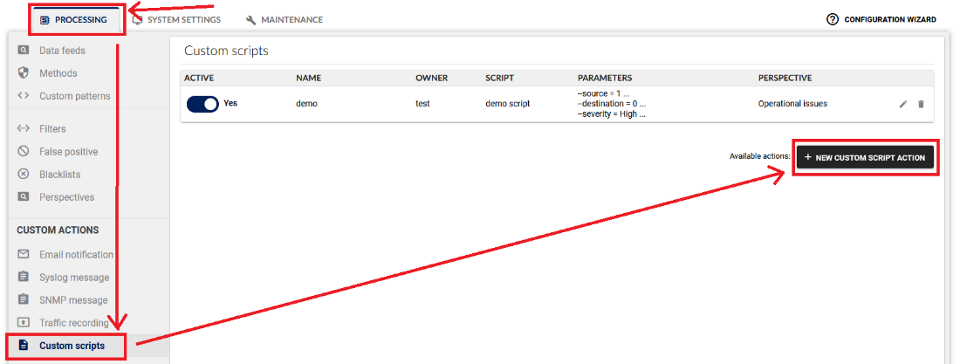 PROCESSING
SYSTEM SETTINGS
MAINTENANCE
CONFIGURATION WIZARD
Data feeds
Methods
Custom patterns
Filters
False positive
Blacklists
Perspectives
CUSTOM ACTIONS
Email notification
Syslog message
SNMP message
Traffic recording
Custom scripts
Custom scripts
ACTIVE NAME OWNER SCRIPT PARAMETERS PERSPECTIVE
Yes demo test demo script --source = 1 ... Operational issues
--destination = 0 ...
--severity = High ...
Available actions: + NEW CUSTOM SCRIPT ACTION